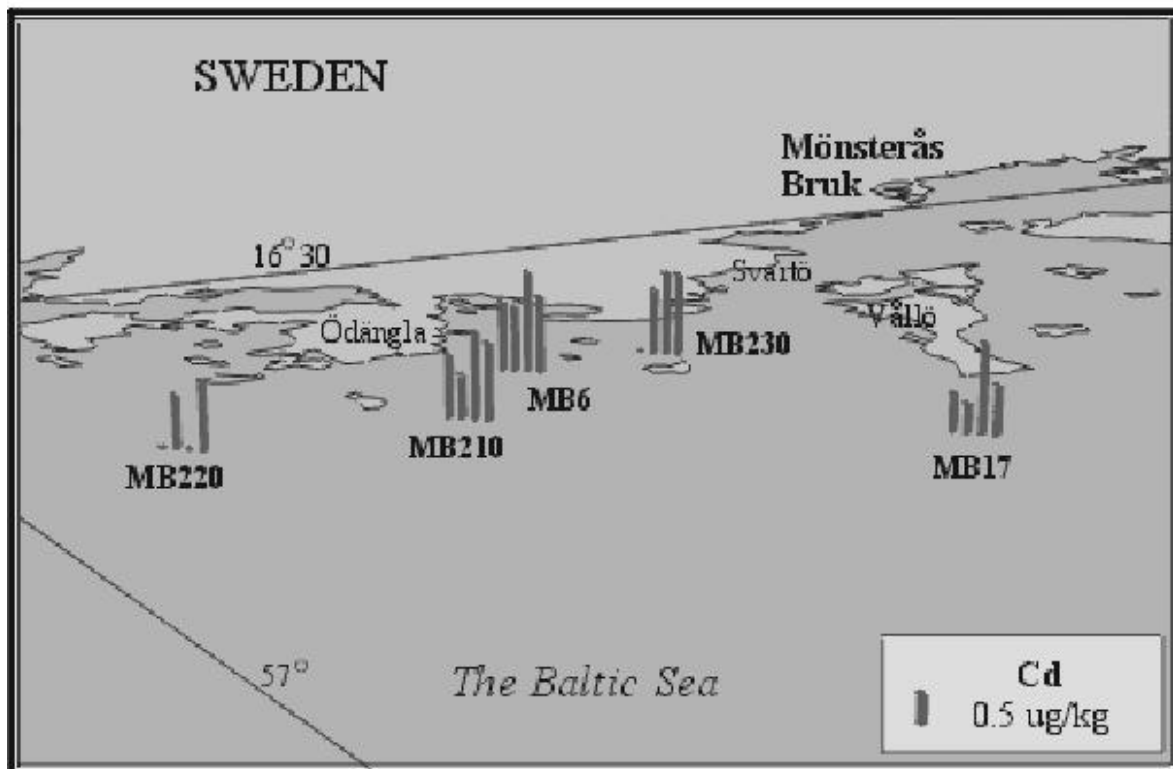 SWEDEN
Mönsterås
Bruk
16° 30
Svartö
Ödängla
Vållö
MB230
MB6
MB210
MB220
MB17
57°
The Baltic Sea
Cd
0.5 ug/kg